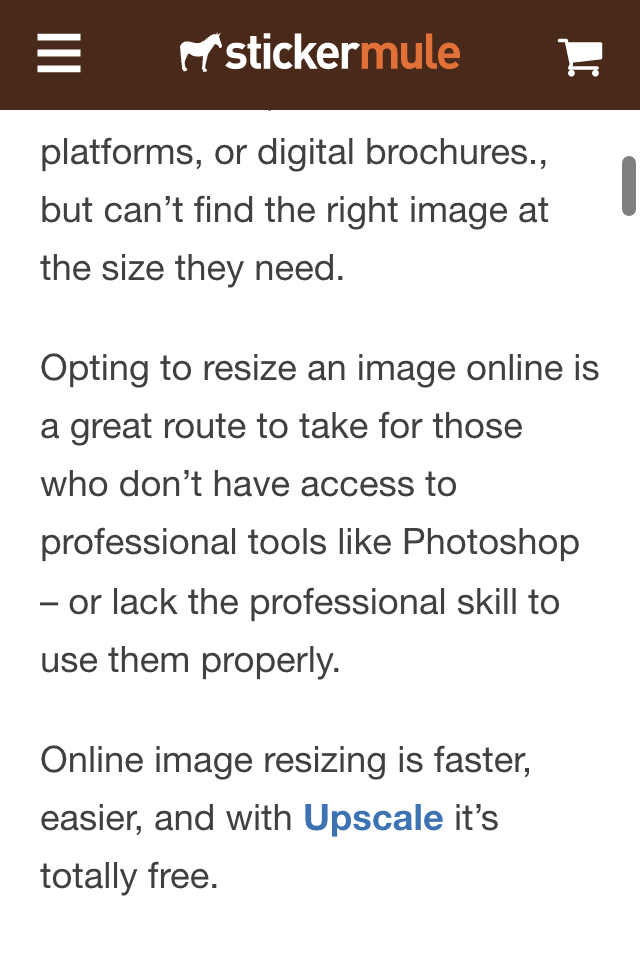 stickermule
platforms, or digital brochures.,
but can’t find the right image at
the size they need.
Opting to resize an image online is
a great route to take for those
who don’t have access to
professional tools like Photoshop
– or lack the professional skill to
use them properly.
Online image resizing is faster,
easier, and with Upscale it’s
totally free.